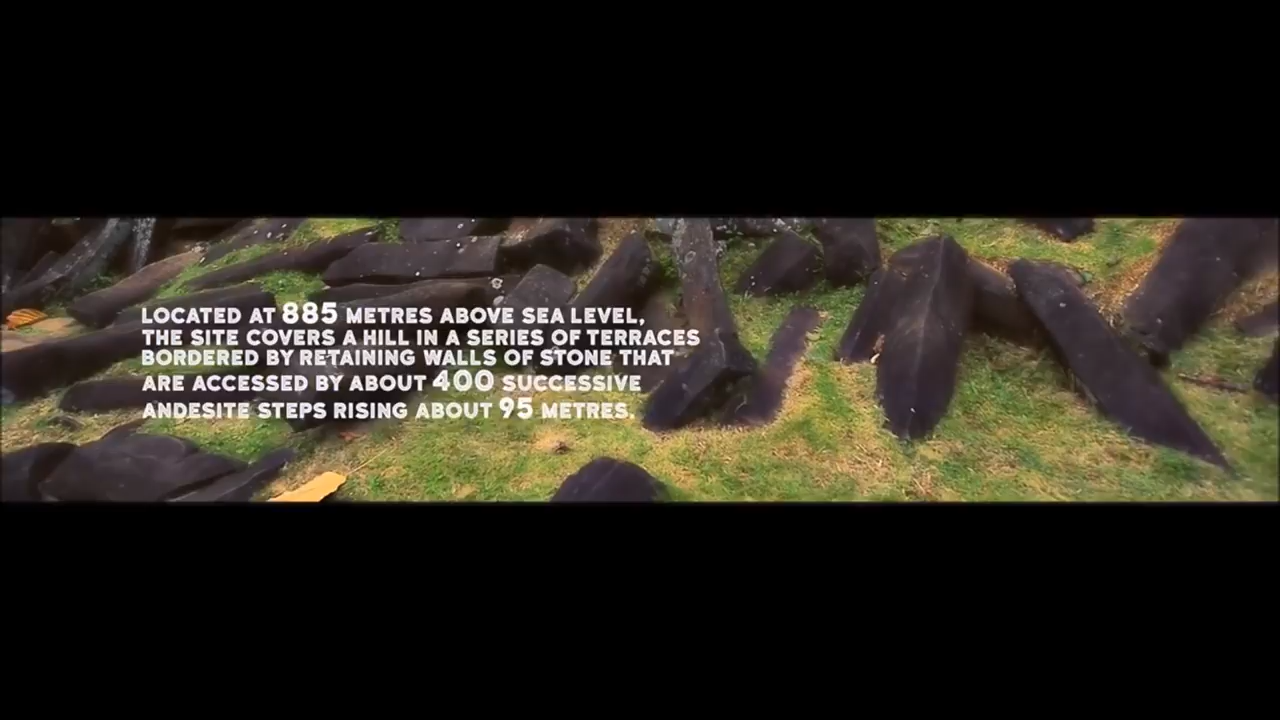 LOCATED AT 885 METRES ABOVE SEA LEVEL,
THE SITE COVERS A HILL IN A SERIES OF TERRACES
BORDERED BY RETAINING WALLS OF STONE THAT
ARE ACCESSED BY ABOUT 400 SUCCESSIVE
ANDESITE STEPS RISING ABOUT 95 METRES.